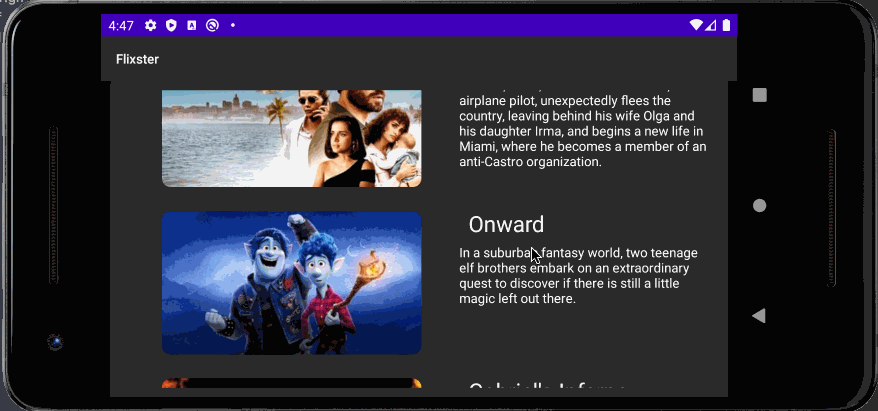 4:47
Flixster
airplane pilot, unexpectedly flees the
country, leaving behind his wife Olga and
his daughter Irma, and begins a new life in
Miami, where he becomes a member of an
anti-Castro organization.
Onward
In a suburban fantasy world, two teenage
elf brothers embark on an extraordinary
quest to discover if there is still a little
magic left out there.